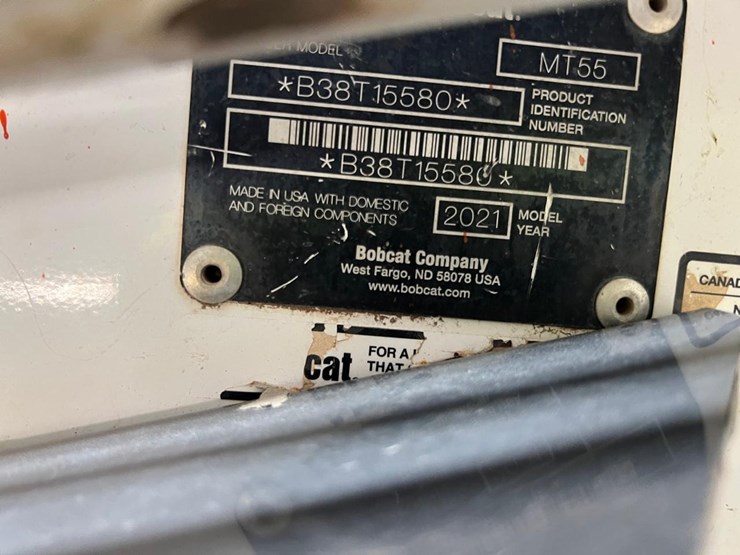 MODEL
MT55
*B38T15580*
PRODUCT
IDENTIFICATION
NUMBER
*B38T15580*
MADE IN USA WITH DOMESTIC
AND FOREIGN COMPONENTS
2021
MODEL
YEAR
Bobcat Company
West Fargo, ND 58078 USA
www.bobcat.com
CANAD
N
cat.
FOR A
THAT